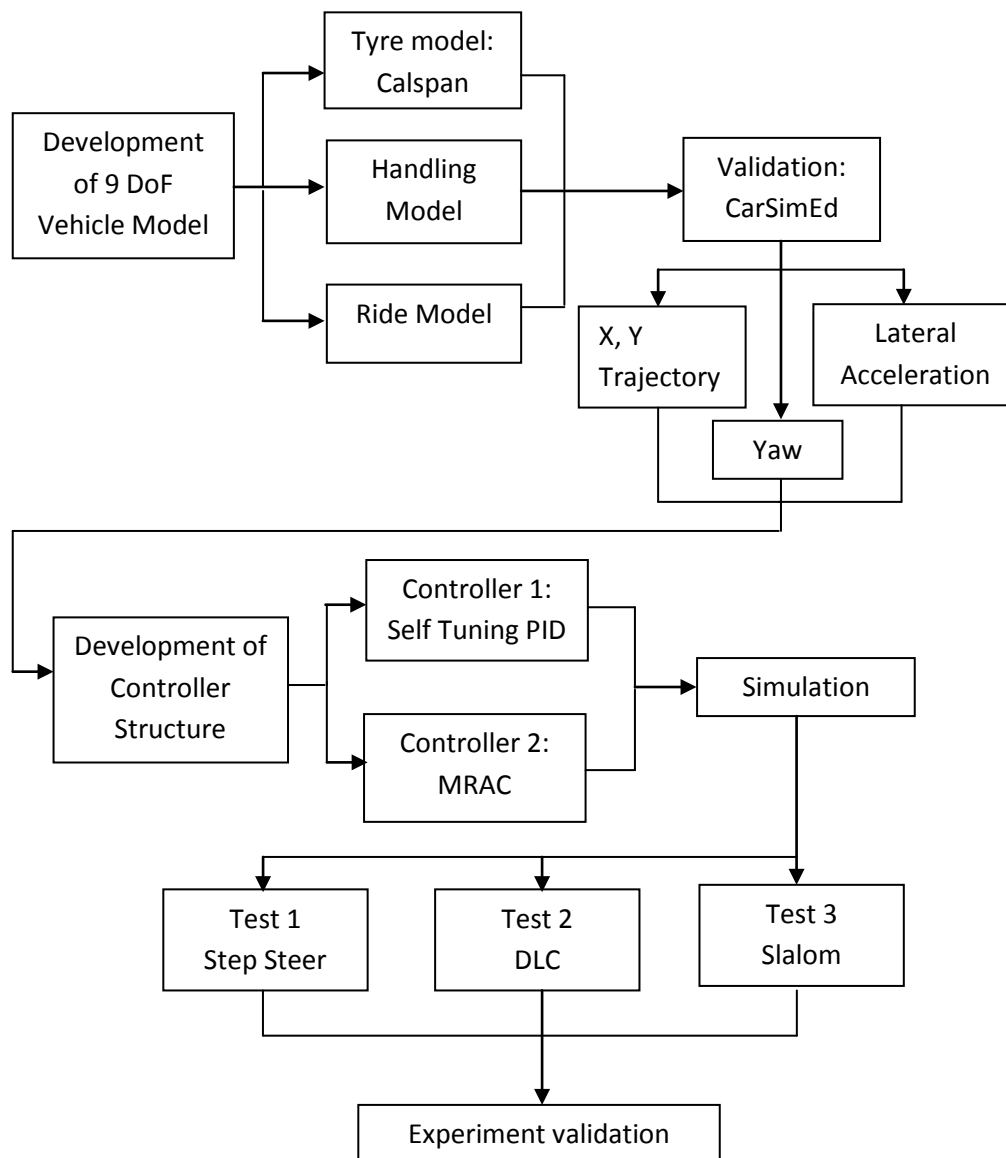 Tyre model:
Calspan
Development
of 9 DoF
Vehicle Model
Handling
Model
Validation:
CarSimEd
Ride Model
X, Y
Trajectory
Lateral
Acceleration
Yaw
Controller 1:
Self Tuning PID
Development of
Controller
Structure
Simulation
Controller 2:
MRAC
Test 1
Step Steer
Test 2
DLC
Test 3
Slalom
Experiment validation